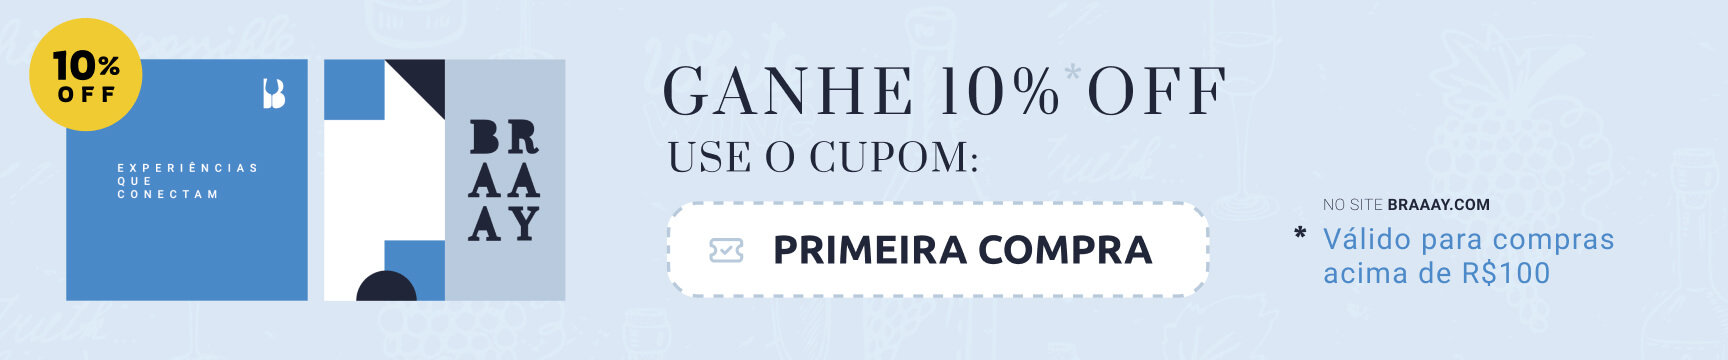 10%
OFF
EXPERIÊNCIAS
QUE
CONECTAM
BR
AA
AY
GANHE 10%*OFF
USE O CUPOM:
PRIMEIRA COMPRA
NO SITE BRAAAY.COM
* Válido para compras
acima de R$100